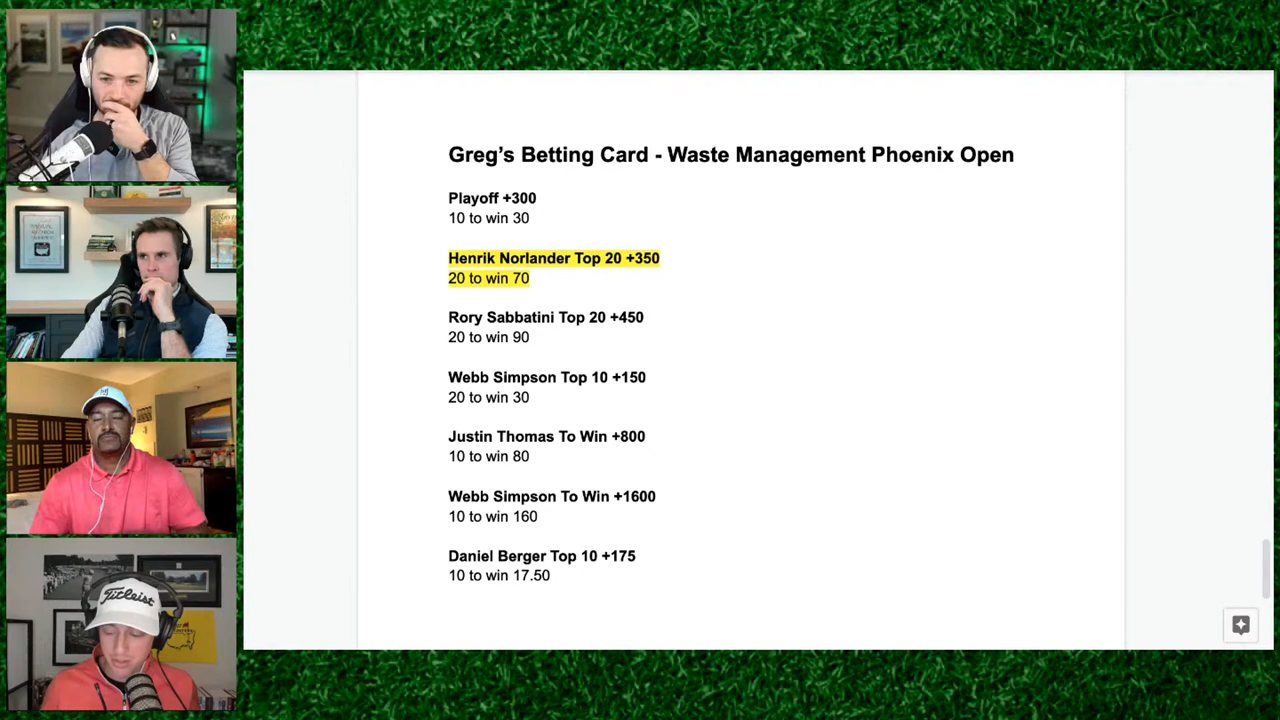 Greg's Betting Card - Waste Management Phoenix Open
Playoff +300
10 to win 30
Henrik Norlander Top 20 +350
20 to win 70
Rory Sabbatini Top 20 +450
20 to win 90
Webb Simpson Top 10 +150
20 to win 30
Justin Thomas To Win +800
10 to win 80
Webb Simpson To Win +1600
10 to win 160
Daniel Berger Top 10 +175
10 to win 17.50
Titleist